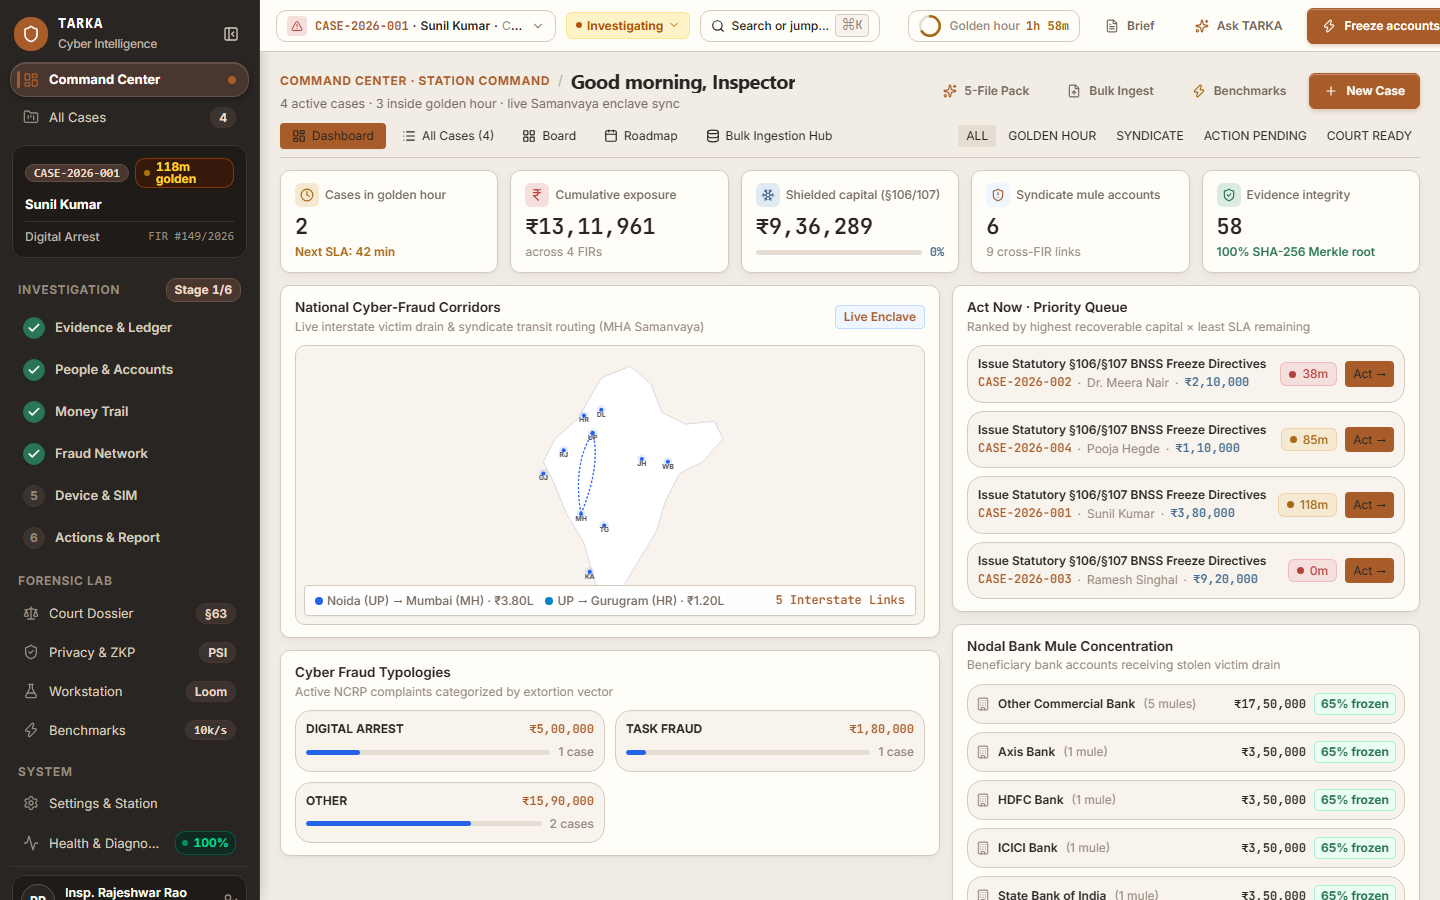 TARKA
Cyber Intelligence
Command Center
All Cases 4
CASE-2026-001 118m golden
Sunil Kumar
Digital Arrest FIR #149/2026
INVESTIGATION Stage 1/6
Evidence & Ledger
People & Accounts
Money Trail
Fraud Network
5 Device & SIM
6 Actions & Report
FORENSIC LAB
Court Dossier §63
Privacy & ZKP PSI
Workstation Loom
Benchmarks 10k/s
SYSTEM
Settings & Station
Health & Diagno... 100%
Insp. Rajeshwar Rao
CASE-2026-001 · Sunil Kumar · C... Investigating Search or jump... ⌘K Golden hour 1h 58m Brief Ask TARKA Freeze accounts
COMMAND CENTER · STATION COMMAND / Good morning, Inspector
4 active cases · 3 inside golden hour · live Samanvaya enclave sync
5-File Pack Bulk Ingest Benchmarks + New Case
Dashboard All Cases (4) Board Roadmap Bulk Ingestion Hub
ALL GOLDEN HOUR SYNDICATE ACTION PENDING COURT READY
Cases in golden hour
2
Next SLA: 42 min
₹ Cumulative exposure
₹13,11,961
across 4 FIRs
Shielded capital (§106/107)
₹9,36,289
0%
Syndicate mule accounts
6
9 cross-FIR links
Evidence integrity
58
100% SHA-256 Merkle root
National Cyber-Fraud Corridors
Live interstate victim drain & syndicate transit routing (MHA Samanvaya)
Live Enclave
HR
DL
UP
RJ
JH
WB
GJ
MH
TG
KA
Noida (UP) → Mumbai (MH) · ₹3.80L UP → Gurugram (HR) · ₹1.20L 5 Interstate Links
Cyber Fraud Typologies
Active NCRP complaints categorized by extortion vector
DIGITAL ARREST ₹5,00,000
1 case
TASK FRAUD ₹1,80,000
1 case
OTHER ₹15,90,000
2 cases
Act Now · Priority Queue
Ranked by highest recoverable capital × least SLA remaining
Issue Statutory §106/§107 BNSS Freeze Directives
CASE-2026-002 · Dr. Meera Nair · ₹2,10,000
38m Act →
Issue Statutory §106/§107 BNSS Freeze Directives
CASE-2026-004 · Pooja Hegde · ₹1,10,000
85m Act →
Issue Statutory §106/§107 BNSS Freeze Directives
CASE-2026-001 · Sunil Kumar · ₹3,80,000
118m Act →
Issue Statutory §106/§107 BNSS Freeze Directives
CASE-2026-003 · Ramesh Singhal · ₹9,20,000
0m Act →
Nodal Bank Mule Concentration
Beneficiary bank accounts receiving stolen victim drain
Other Commercial Bank (5 mules) ₹17,50,000 65% frozen
Axis Bank (1 mule) ₹3,50,000 65% frozen
HDFC Bank (1 mule) ₹3,50,000 65% frozen
ICICI Bank (1 mule) ₹3,50,000 65% frozen
State Bank of India (1 mule) ₹3,50,000 65% frozen